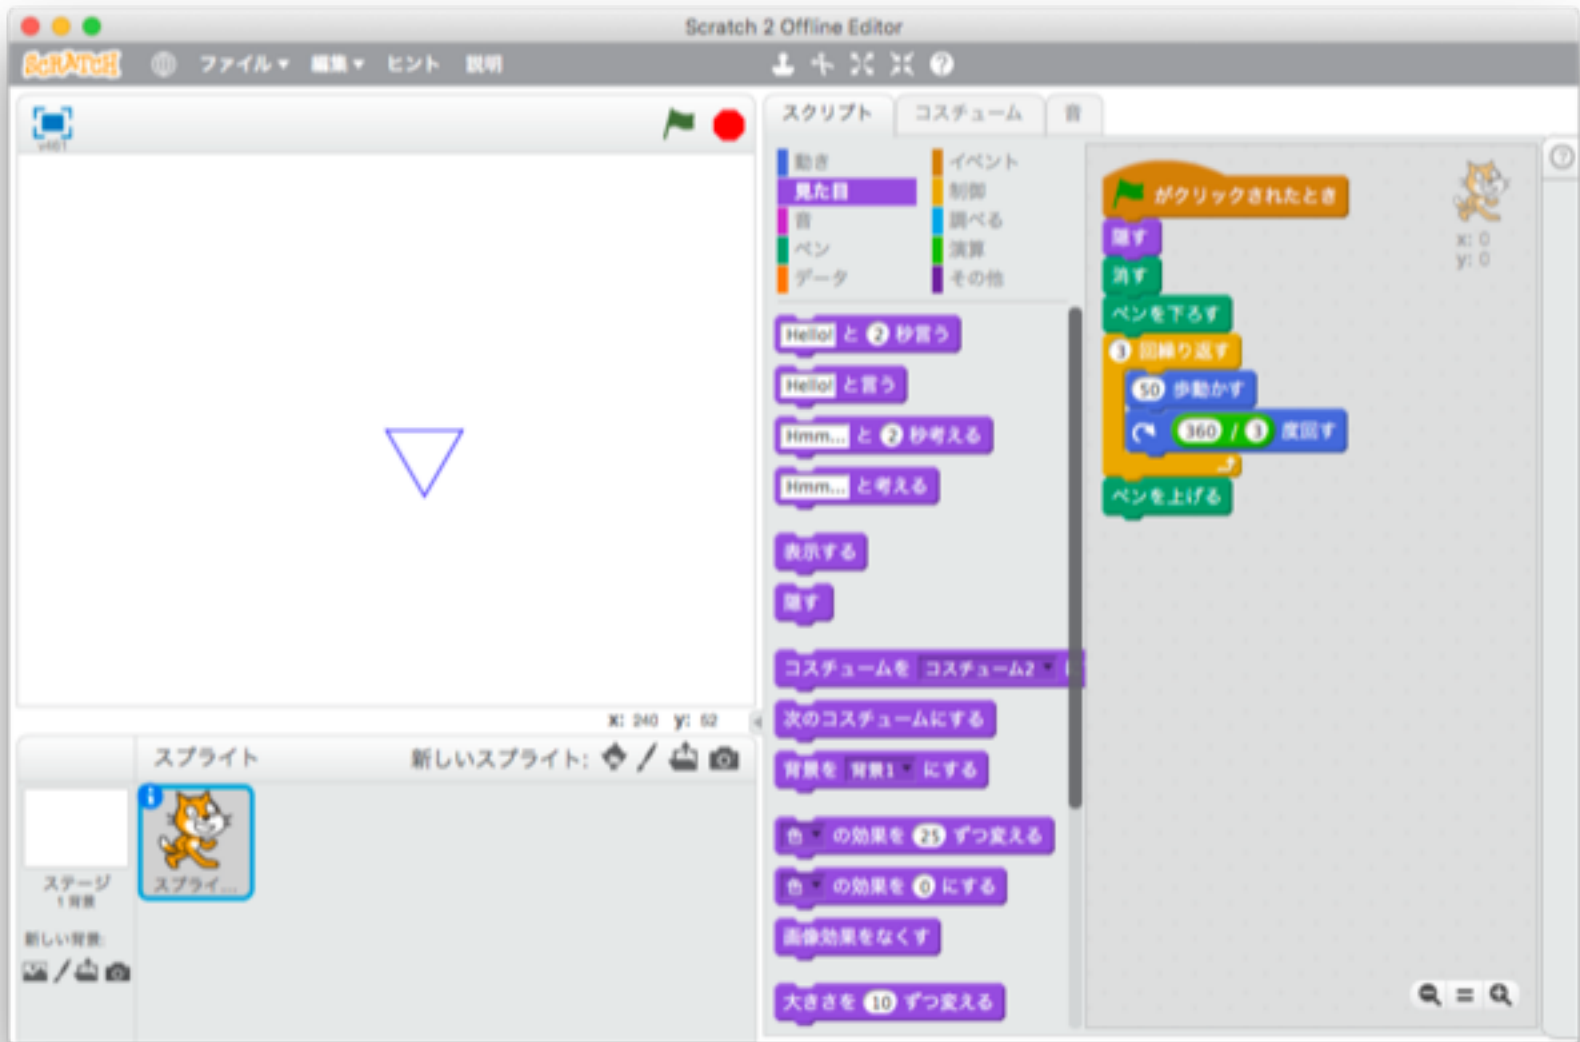 Scratch 2 Offline Editor
SCRATCH ファイル▼ 編集▼ ヒント 説明
v461
x: 240 y: 52
スプライト 新しいスプライト:
スプライ...
ステージ
1 背景
新しい背景:
スクリプト コスチューム 音
動き イベント
見た目 制御
音 調べる
ペン 演算
データ その他
Hello! と 2 秒言う
Hello! と言う
Hmm... と 2 秒考える
Hmm... と考える
表示する
隠す
コスチュームを コスチューム2
次のコスチュームにする
背景を 背景1 にする
色 の効果を 25 ずつ変える
色 の効果を 0 にする
画像効果をなくす
大きさを 10 ずつ変える
がクリックされたとき
隠す
消す
ペンを下ろす
3 回繰り返す
50 歩動かす
360 / 3 度回す
ペンを上げる
x: 0
y: 0